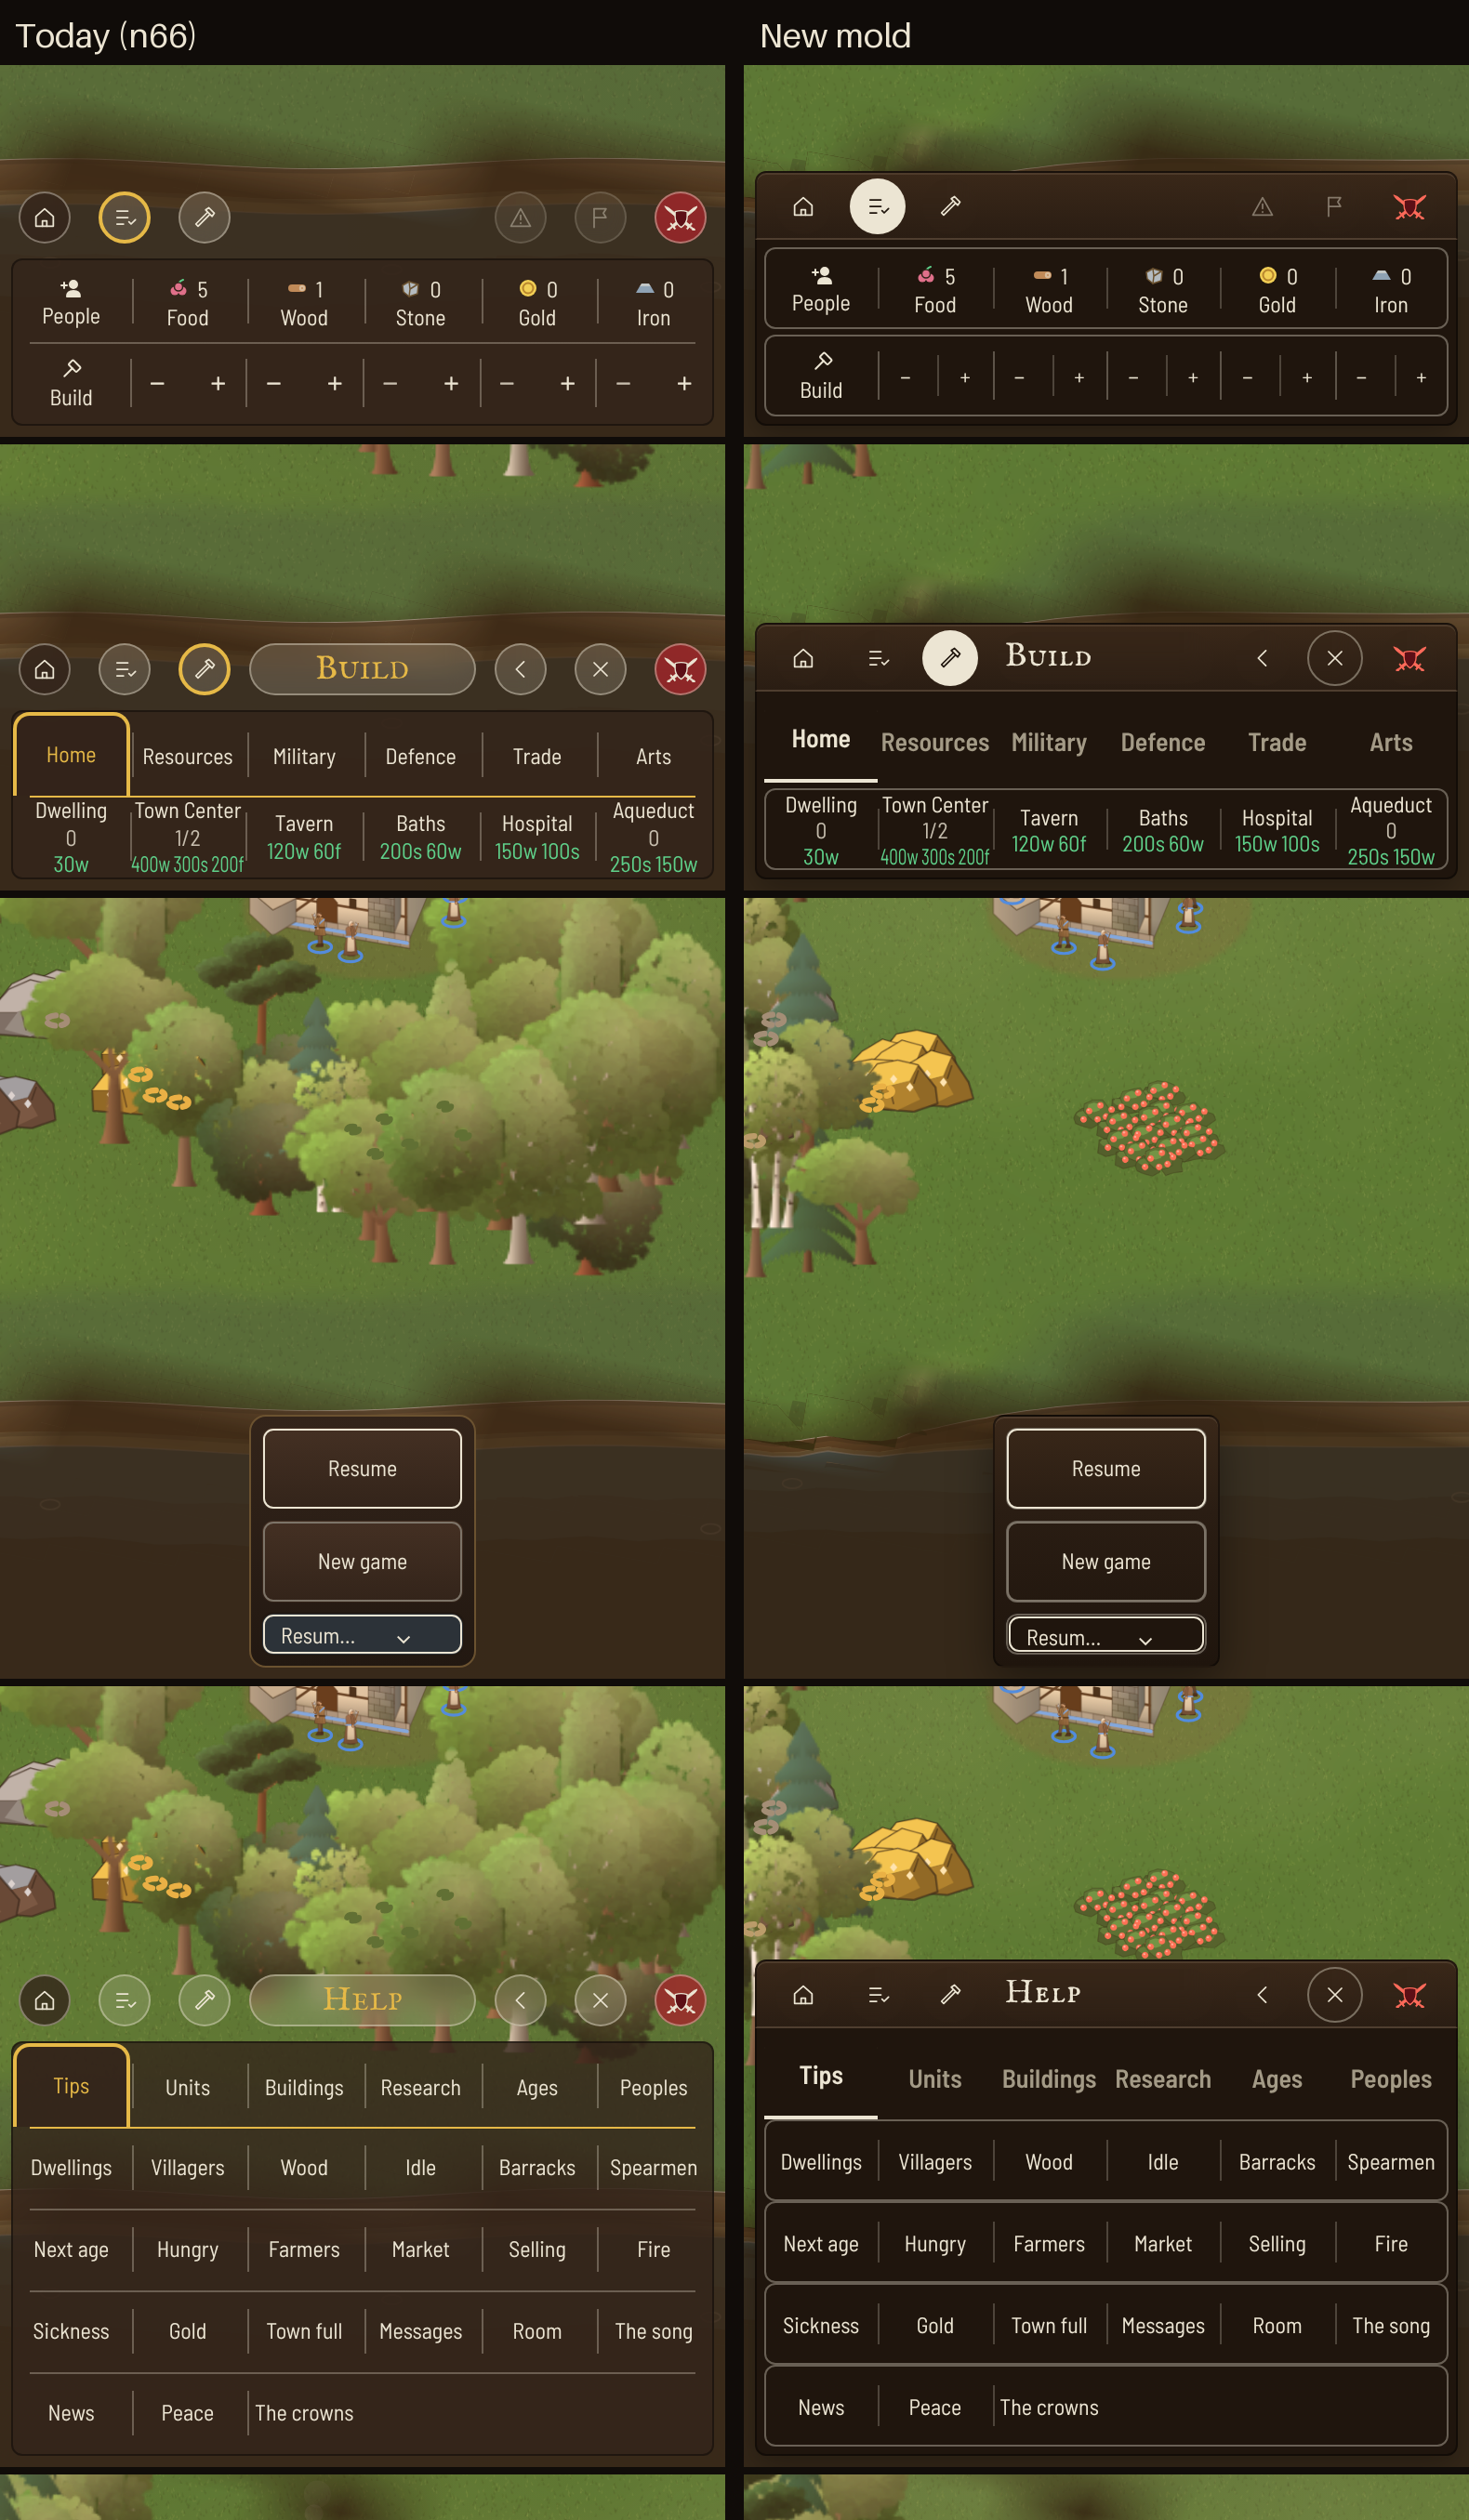 Today (n66)
New mold
5 1 0 0 0
People Food Wood Stone Gold Iron
− + − + − + − + − +
Build
5 1 0 0 0
People Food Wood Stone Gold Iron
− + − + − + − + − +
Build
Build
Home Resources Military Defence Trade Arts
Dwelling Town Center Tavern Baths Hospital Aqueduct
0 1/2 0
30w 400w 300s 200f 120w 60f 200s 60w 150w 100s 250s 150w
Build
Home Resources Military Defence Trade Arts
Dwelling Town Center Tavern Baths Hospital Aqueduct
0 1/2 0
30w 400w 300s 200f 120w 60f 200s 60w 150w 100s 250s 150w
Resume
New game
Resum...
Resume
New game
Resum...
Help
Tips Units Buildings Research Ages Peoples
Dwellings Villagers Wood Idle Barracks Spearmen
Next age Hungry Farmers Market Selling Fire
Sickness Gold Town full Messages Room The song
News Peace The crowns
Help
Tips Units Buildings Research Ages Peoples
Dwellings Villagers Wood Idle Barracks Spearmen
Next age Hungry Farmers Market Selling Fire
Sickness Gold Town full Messages Room The song
News Peace The crowns